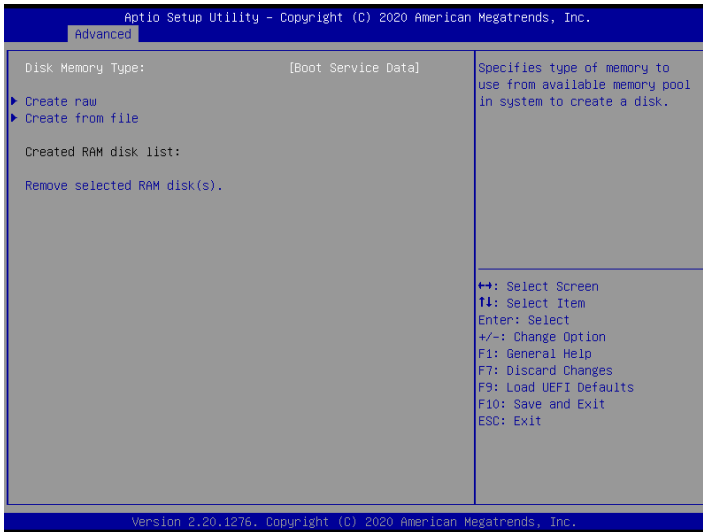 Aptio Setup Utility – Copyright (C) 2020 American Megatrends, Inc.
Advanced
Disk Memory Type: [Boot Service Data]
Create raw
Create from file
Created RAM disk list:
Remove selected RAM disk(s).
Specifies type of memory to
use from available memory pool
in system to create a disk.
↔: Select Screen
↑↓: Select Item
Enter: Select
+/-: Change Option
F1: General Help
F7: Discard Changes
F9: Load UEFI Defaults
F10: Save and Exit
ESC: Exit
Version 2.20.1276. Copyright (C) 2020 American Megatrends, Inc.